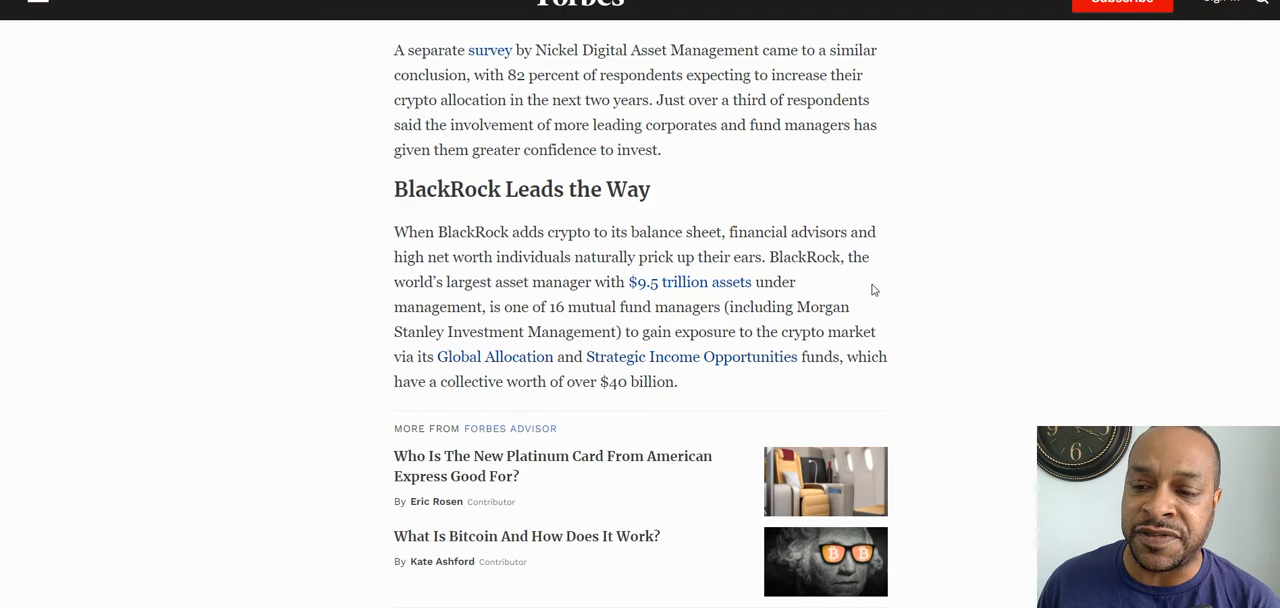 Forbes
Subscribe
Sign In
A separate survey by Nickel Digital Asset Management came to a similar
conclusion, with 82 percent of respondents expecting to increase their
crypto allocation in the next two years. Just over a third of respondents
said the involvement of more leading corporates and fund managers has
given them greater confidence to invest.
BlackRock Leads the Way
When BlackRock adds crypto to its balance sheet, financial advisors and
high net worth individuals naturally prick up their ears. BlackRock, the
world's largest asset manager with $9.5 trillion assets under
management, is one of 16 mutual fund managers (including Morgan
Stanley Investment Management) to gain exposure to the crypto market
via its Global Allocation and Strategic Income Opportunities funds, which
have a collective worth of over $40 billion.
MORE FROM FORBES ADVISOR
Who Is The New Platinum Card From American
Express Good For?
By Eric Rosen Contributor
What Is Bitcoin And How Does It Work?
By Kate Ashford Contributor
6